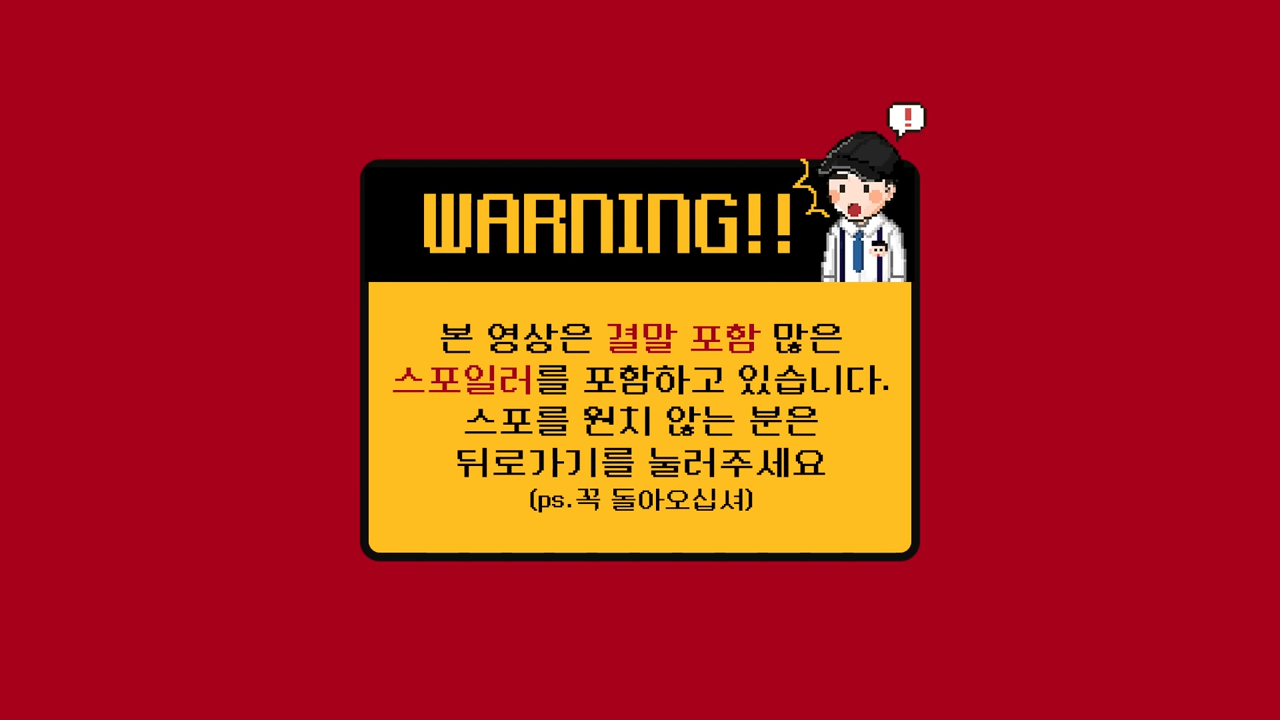 !
WARNING!!
본 영상은 결말 포함 많은
스포일러를 포함하고 있습니다.
스포를 원치 않는 분은
뒤로가기를 눌러주세요
(ps.꼭 돌아오십셔)